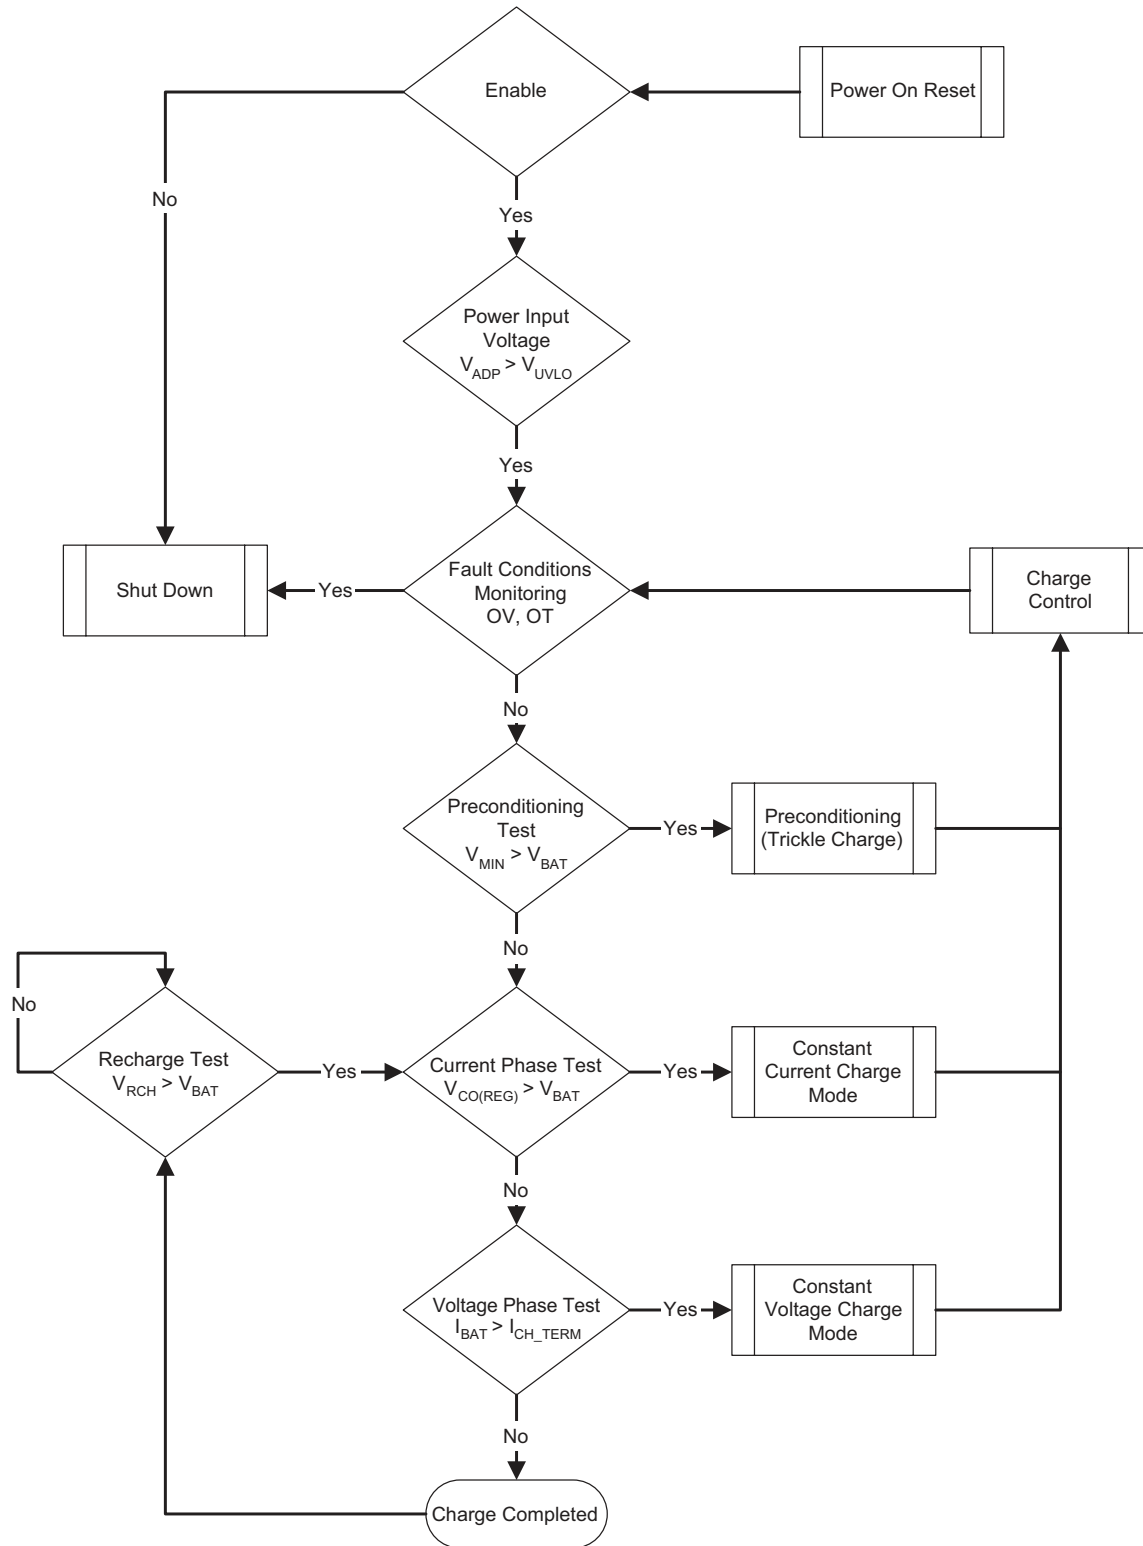 Enable
Power On Reset
No
Yes
Power Input
Voltage
V_ADP > V_UVLO
Yes
Shut Down
Yes
Fault Conditions
Monitoring
OV, OT
Charge
Control
No
Preconditioning
Test
V_MIN > V_BAT
Yes
Preconditioning
(Trickle Charge)
No
No
Recharge Test
V_RCH > V_BAT
Yes
Current Phase Test
V_CO(REG) > V_BAT
Yes
Constant
Current Charge
Mode
No
Voltage Phase Test
I_BAT > I_CH_TERM
Yes
Constant
Voltage Charge
Mode
No
Charge Completed